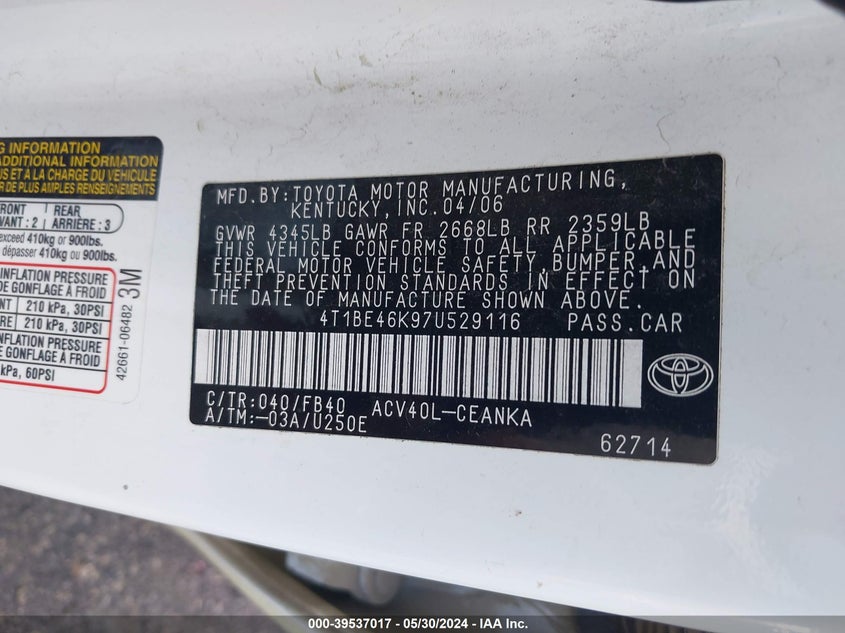 G INFORMATION
ADDITIONAL INFORMATION
US ET À CHAUD DU VÉHICULE
R DE PLUS AMPLES RENSEIGNEMENTS
FRONT
REAR
VANT : 2
ARRIÈRE : 3
exceed 410kg or 900lbs.
dépasser 410kg ou 900lbs.
INFLATION PRESSURE
DE GONFLAGE À FROID
NT 210 kPa, 30PSI
RE 210 kPa, 30PSI
INFLATION PRESSURE
E GONFLAGE À FROID
kPa, 60PSI
42661-06482 3M
MFD.BY:TOYOTA MOTOR MANUFACTURING,
KENTUCKY,INC.04/06
GVWR 4345LB GAWR FR 2668LB RR 2359LB
THIS VEHICLE CONFORMS TO ALL APPLICABLE
FEDERAL MOTOR VEHICLE SAFETY,BUMPER,AND
THEFT PREVENTION STANDARDS IN EFFECT ON
THE DATE OF MANUFACTURE SHOWN ABOVE.
4T1BE46K97U529116 PASS.CAR
C/TR:040/FB40 ACV40L-CEANKA
A/TM:-03A/U250E
62714
000-39537017 - 05/30/2024 - IAA Inc.